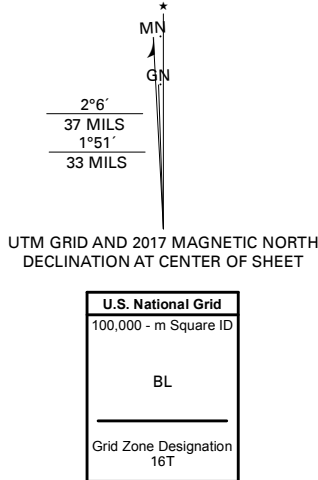 ★
MN
GN
2°6´
37 MILS
1°51´
33 MILS
UTM GRID AND 2017 MAGNETIC NORTH
DECLINATION AT CENTER OF SHEET
U.S. National Grid
100,000 - m Square ID
BL
Grid Zone Designation
16T